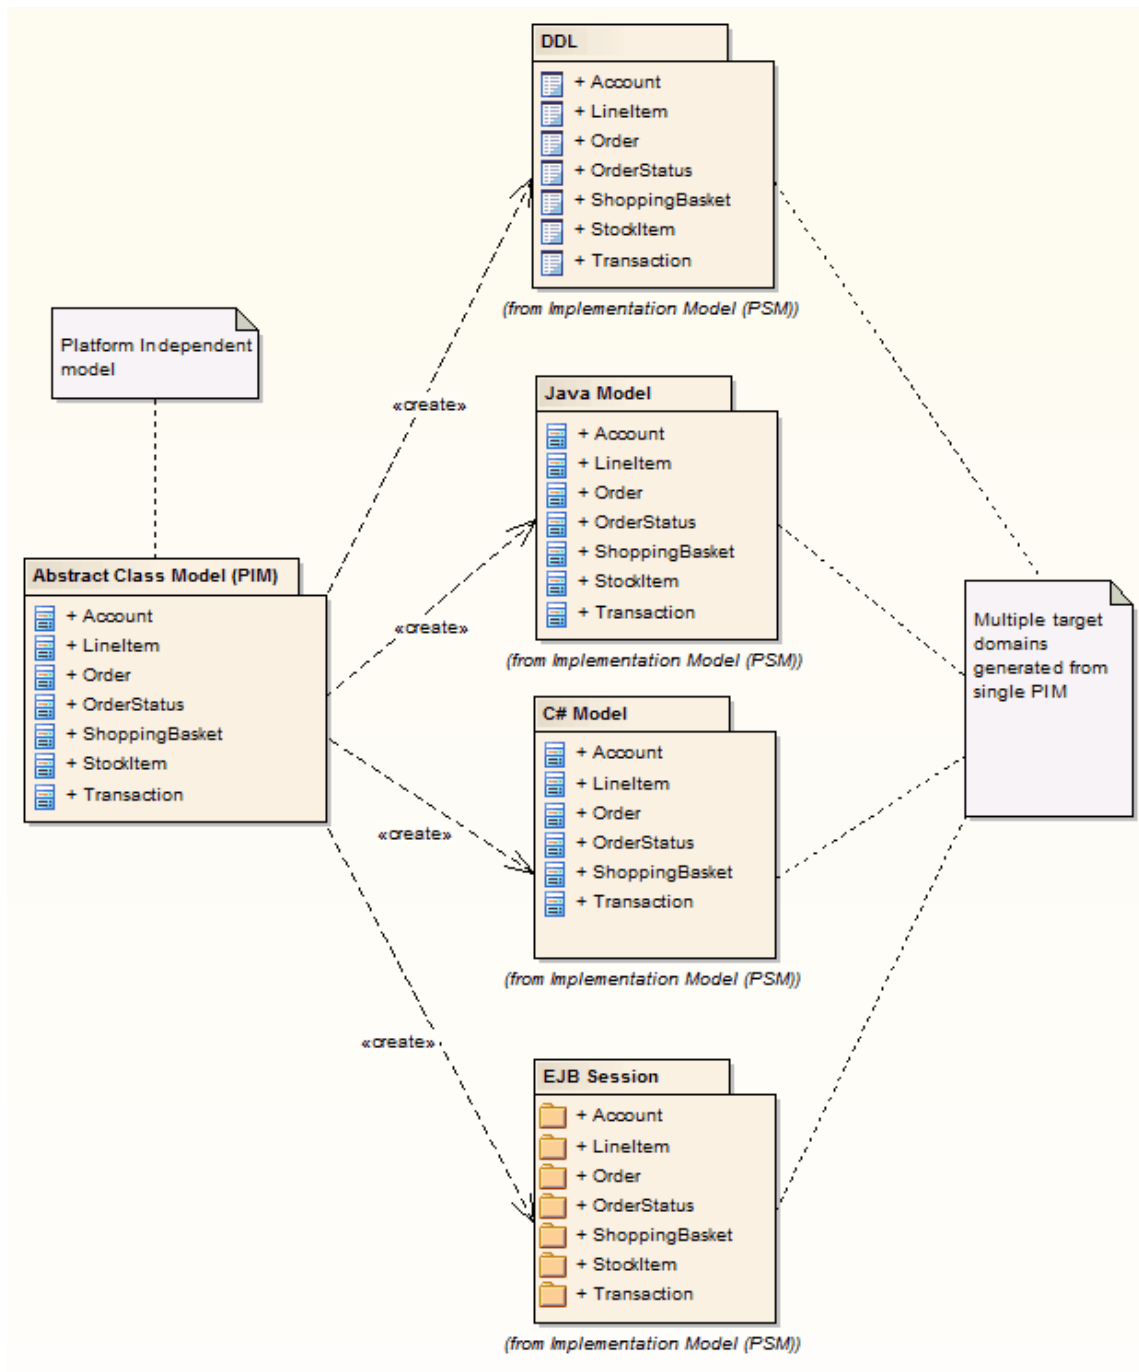 DDL
+ Account
+ LineItem
+ Order
+ OrderStatus
+ ShoppingBasket
+ StockItem
+ Transaction
(from Implementation Model (PSM))
Platform Independent
model
«create»
Java Model
+ Account
+ LineItem
+ Order
+ OrderStatus
+ ShoppingBasket
+ StockItem
+ Transaction
(from Implementation Model (PSM))
«create»
Abstract Class Model (PIM)
+ Account
+ LineItem
+ Order
+ OrderStatus
+ ShoppingBasket
+ StockItem
+ Transaction
Multiple target
domains
generated from
single PIM
C# Model
+ Account
+ LineItem
+ Order
+ OrderStatus
+ ShoppingBasket
+ Transaction
(from Implementation Model (PSM))
«create»
«create»
EJB Session
+ Account
+ LineItem
+ Order
+ OrderStatus
+ ShoppingBasket
+ StockItem
+ Transaction
(from Implementation Model (PSM))